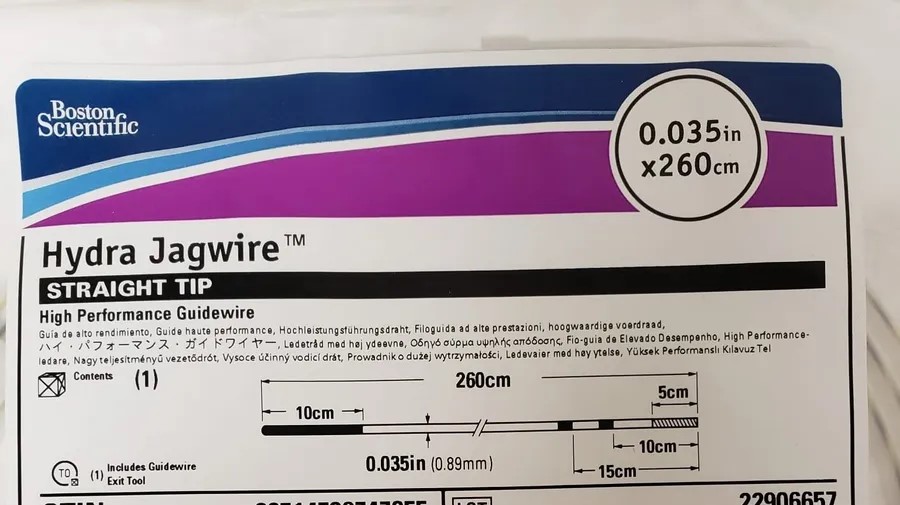 Boston
Scientific
0.035in
x260cm
Hydra Jagwire™
STRAIGHT TIP
High Performance Guidewire
Guía de alto rendimiento, Guide haute performance, Hochleistungsführungsdraht, Filoguida ad alte prestazioni, hoogwaardige voerdraad,
ハイ・パフォーマンス・ガイドワイヤー, Ledetråd med høj ydeevne, Οδηγό σύρμα υψηλής απόδοσης, Fio-guia de Elevado Desempenho, High Performance-
ledare, Nagy teljesítményű vezetődrót, Vysoce účinný vodicí drát, Prowadnik o dużej wytrzymałości, Ledevaier med høy ytelse, Yüksek Performanslı Kılavuz Tel
Contents (1)
260cm
5cm
10cm
10cm
0.035in (0.89mm)
15cm
TO
(1) Includes Guidewire
Exit Tool
LOT
22906657